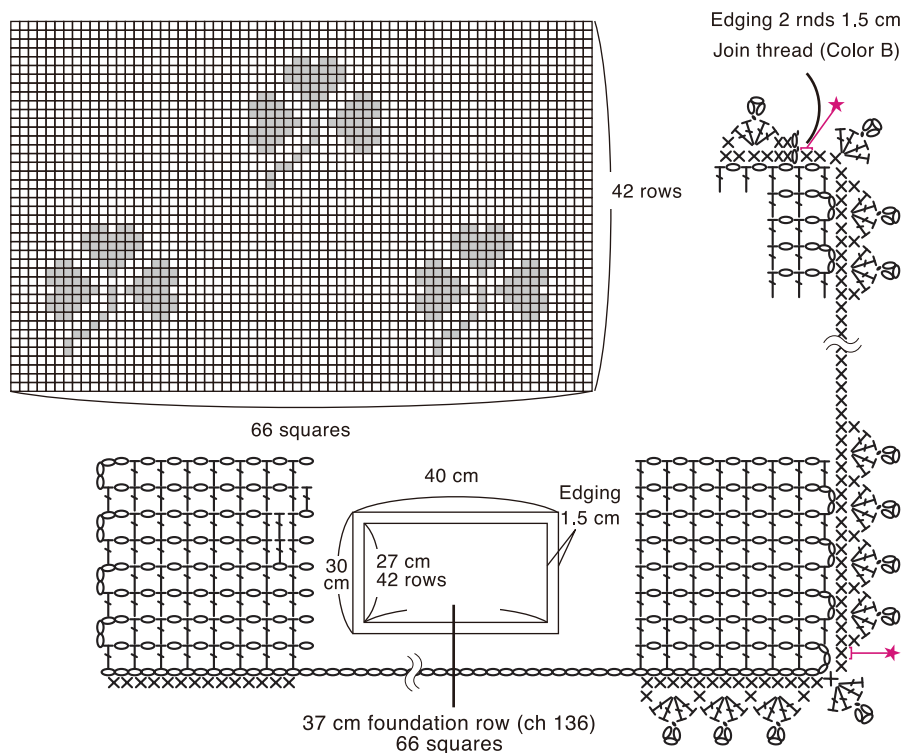 Edging 2 rnds 1.5 cm
Join thread (Color B)
42 rows
66 squares
40 cm
Edging
1.5 cm
30
cm
27 cm
42 rows
37 cm foundation row (ch 136)
66 squares